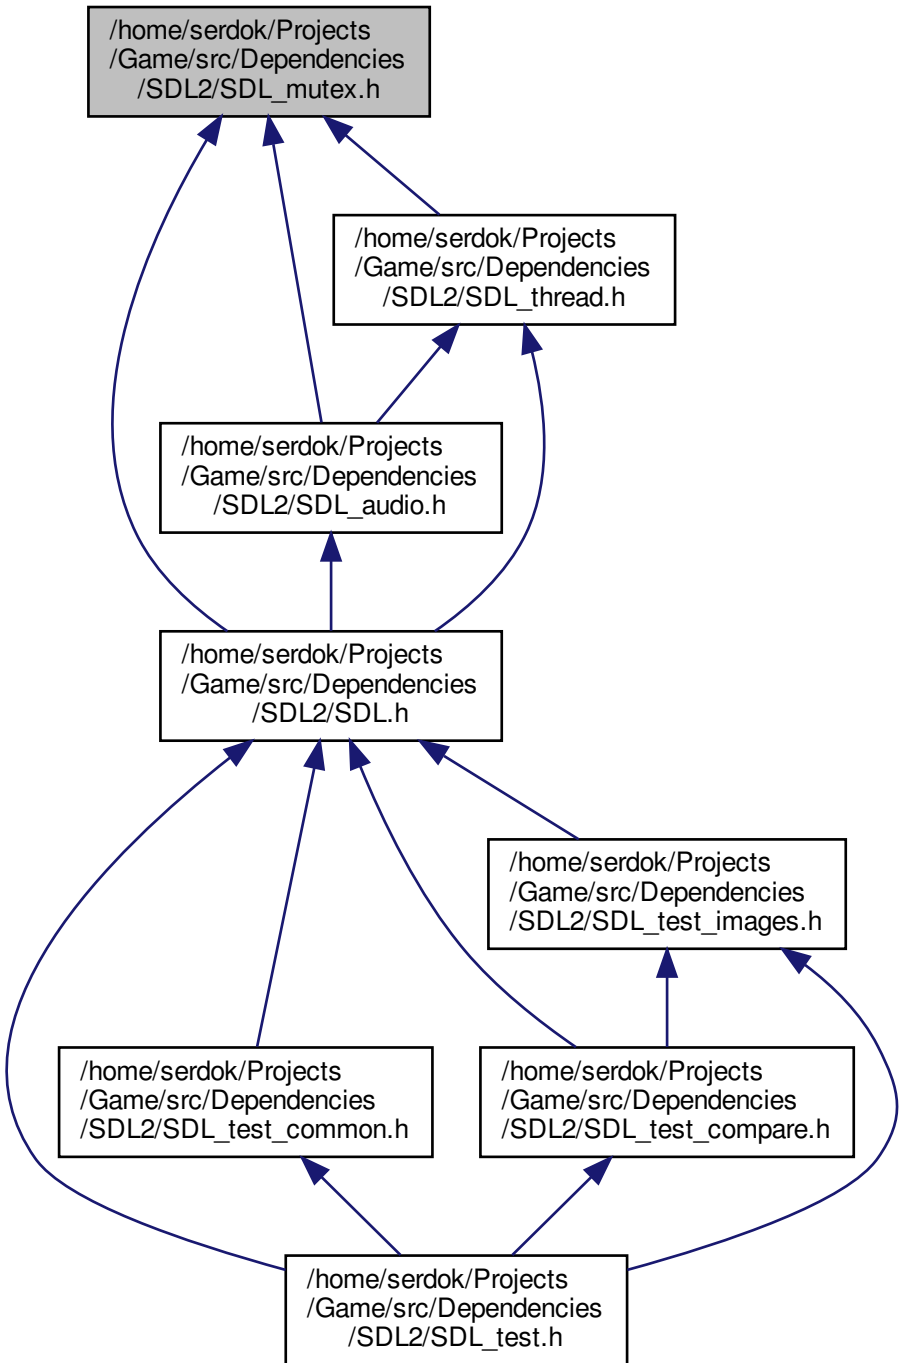 /home/serdok/Projects
/Game/src/Dependencies
/SDL2/SDL_mutex.h
/home/serdok/Projects
/Game/src/Dependencies
/SDL2/SDL_thread.h
/home/serdok/Projects
/Game/src/Dependencies
/SDL2/SDL_audio.h
/home/serdok/Projects
/Game/src/Dependencies
/SDL2/SDL.h
/home/serdok/Projects
/Game/src/Dependencies
/SDL2/SDL_test_images.h
/home/serdok/Projects
/Game/src/Dependencies
/SDL2/SDL_test_common.h
/home/serdok/Projects
/Game/src/Dependencies
/SDL2/SDL_test_compare.h
/home/serdok/Projects
/Game/src/Dependencies
/SDL2/SDL_test.h